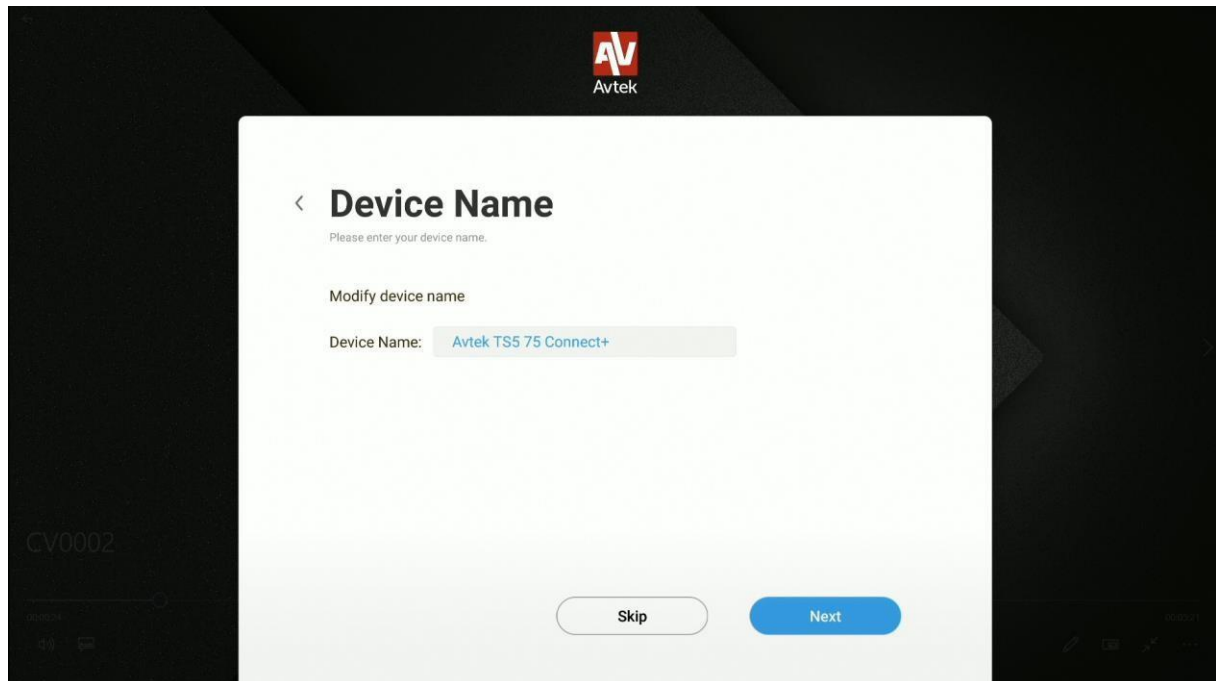 AV
Avtek
Device Name
Please enter your device name.
Modify device name
Device Name: Avtek TS5 75 Connect+
CV0002
Skip
Next